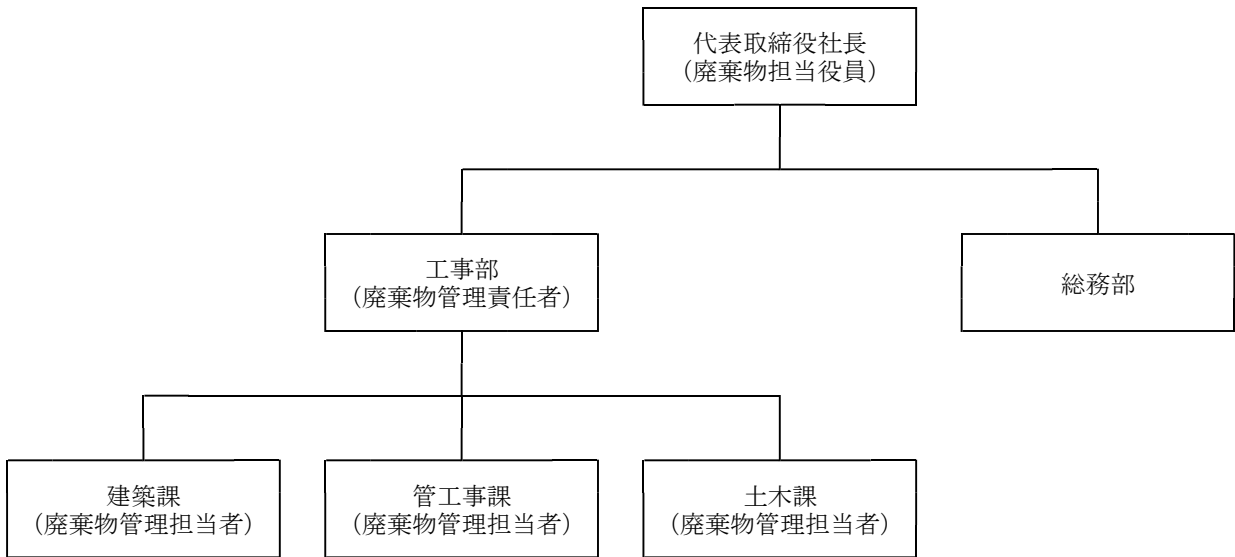 代表取締役社長
（廃棄物担当役員）
工事部
（廃棄物管理責任者）
総務部
建築課
（廃棄物管理担当者）
管工事課
（廃棄物管理担当者）
土木課
（廃棄物管理担当者）